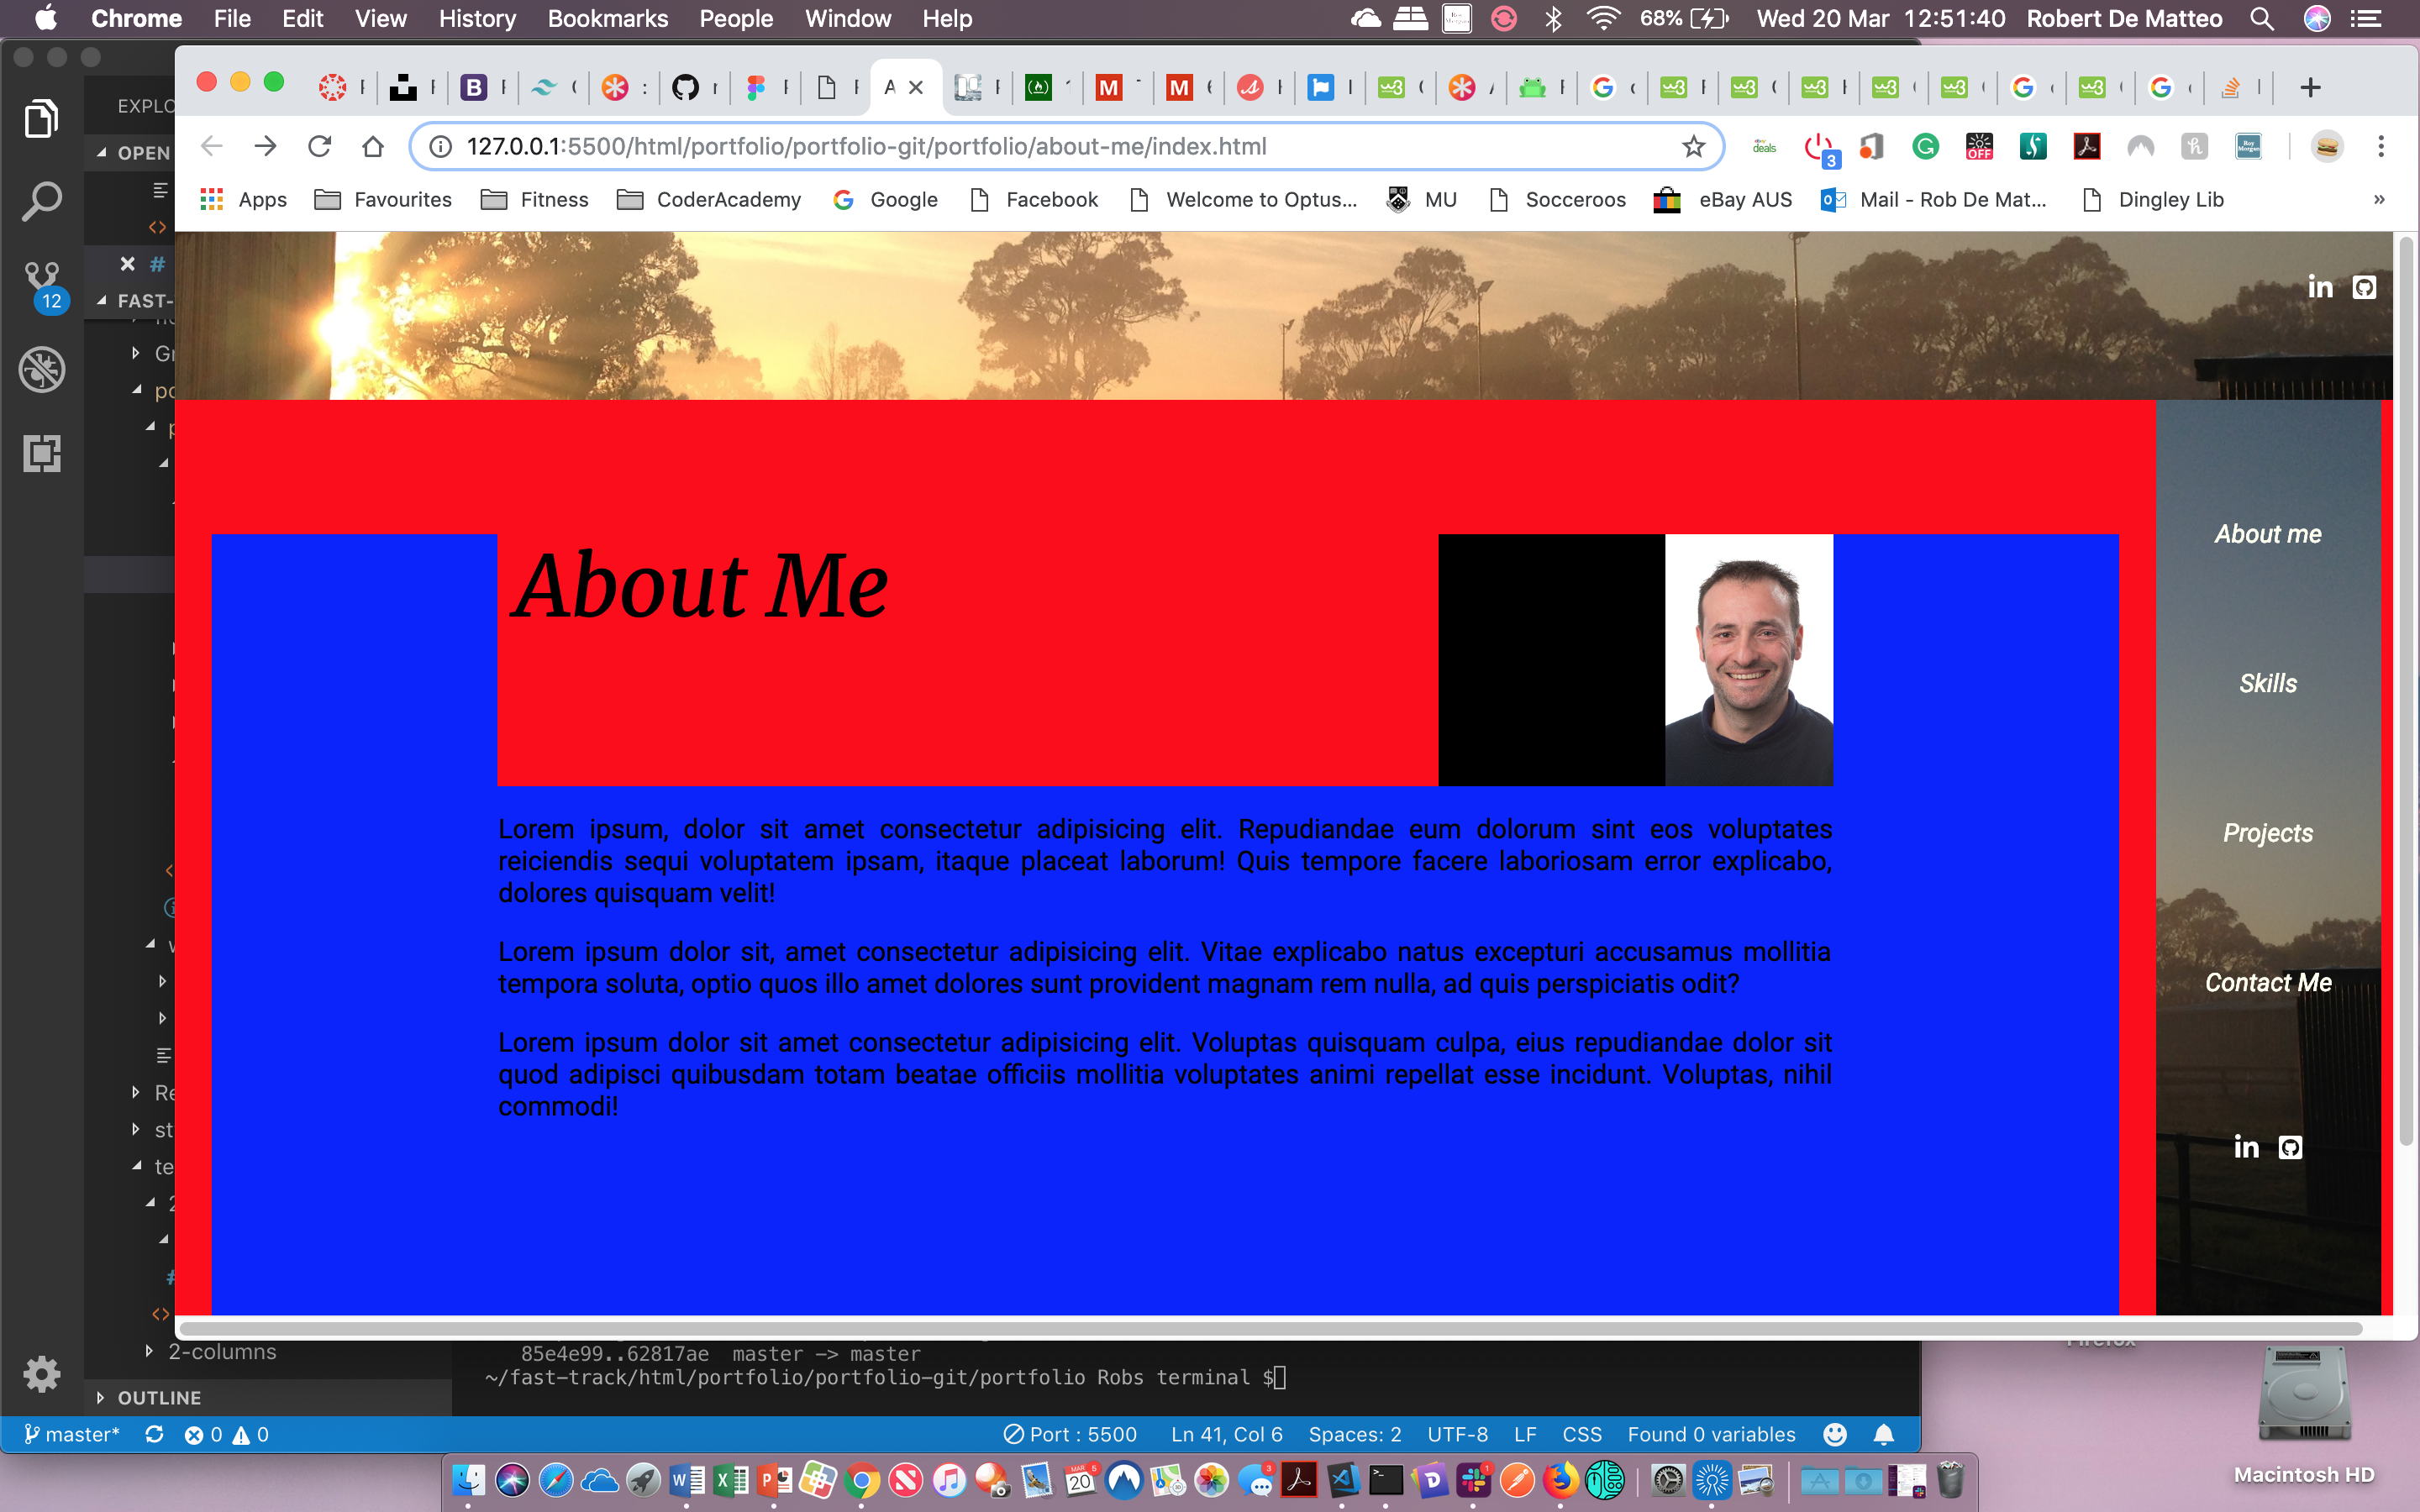 Chrome File Edit View History Bookmarks People Window Help 68% Wed 20 Mar 12:51:40 Robert De Matteo
127.0.0.1:5500/html/portfolio/portfolio-git/portfolio/about-me/index.html
Apps Favourites Fitness CoderAcademy Google Facebook Welcome to Optus... MU Socceroos eBay AUS Mail - Rob De Mat... Dingley Lib »
EXPLO
OPEN
FAST-
12
About Me
About me
Skills
Projects
Contact Me
Lorem ipsum, dolor sit amet consectetur adipisicing elit. Repudiandae eum dolorum sint eos voluptates
reiciendis sequi voluptatem ipsam, itaque placeat laborum! Quis tempore facere laboriosam error explicabo,
dolores quisquam velit!
Lorem ipsum dolor sit, amet consectetur adipisicing elit. Vitae explicabo natus excepturi accusamus mollitia
tempora soluta, optio quos illo amet dolores sunt provident magnam rem nulla, ad quis perspiciatis odit?
Lorem ipsum dolor sit amet consectetur adipisicing elit. Voluptas quisquam culpa, eius repudiandae dolor sit
quod adipisci quibusdam totam beatae officiis mollitia voluptates animi repellat esse incidunt. Voluptas, nihil
commodi!
2-columns
OUTLINE
85e4e99..62817ae master -> master
~/fast-track/html/portfolio/portfolio-git/portfolio Robs terminal $
master* 0 0 Port : 5500 Ln 41, Col 6 Spaces: 2 UTF-8 LF CSS Found 0 variables
Macintosh HD